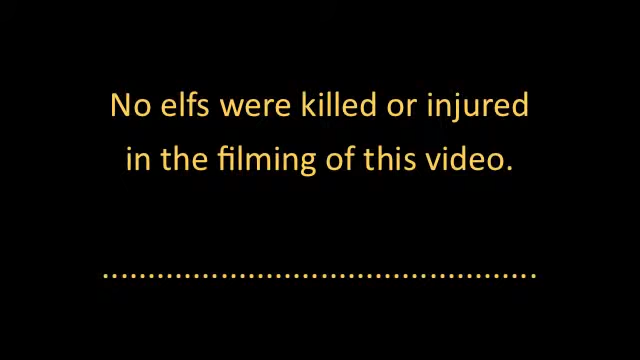 No elfs were killed or injured
in the filming of this video.
................................................